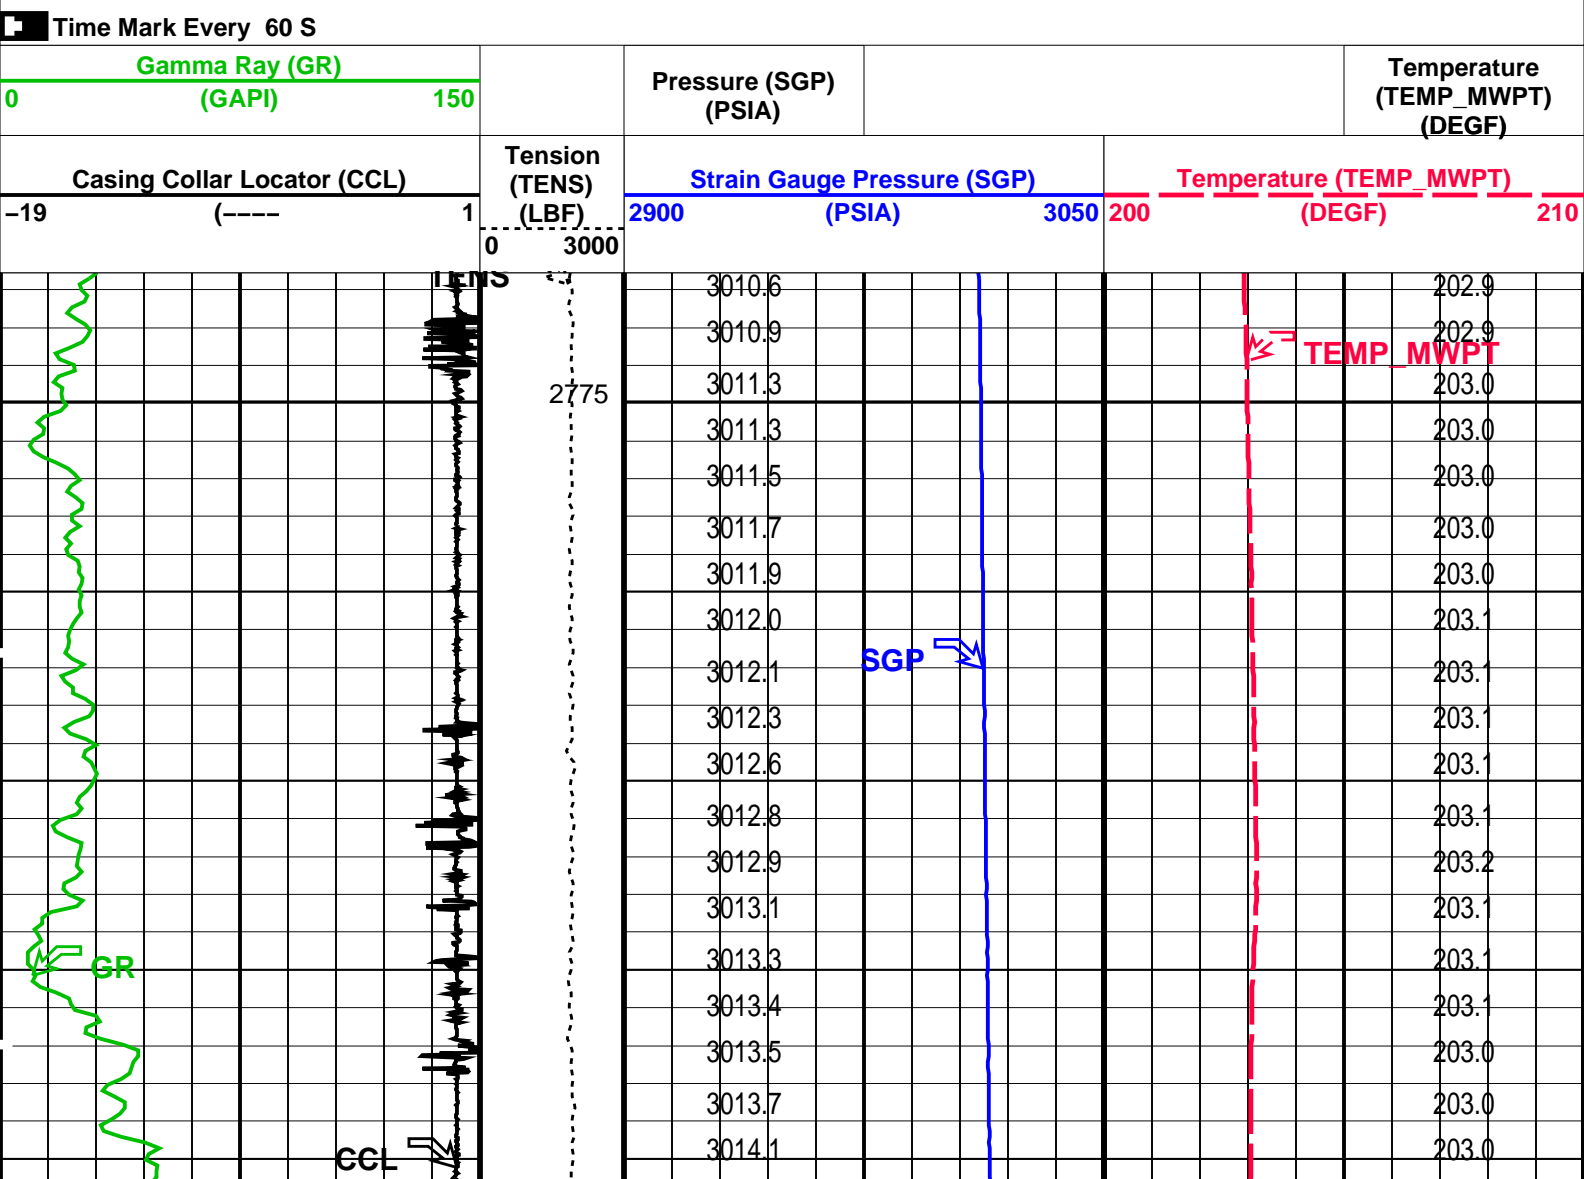 Time Mark Every 60 S
Gamma Ray (GR)
0 (GAPI) 150
Pressure (SGP)
(PSIA)
Temperature
(TEMP_MWPT)
(DEGF)
Casing Collar Locator (CCL)
–19 (–––– 1
Tension
(TENS)
(LBF)
0 3000
Strain Gauge Pressure (SGP)
2900 (PSIA) 3050
Temperature (TEMP_MWPT)
200 (DEGF) 210
TENS
3010.6 202.9
3010.9 202.9
TEMP_MWPT
3011.3 203.0
2775
3011.3 203.0
3011.5 203.0
3011.7 203.0
3011.9 203.0
3012.0 203.1
SGP
3012.1 203.1
3012.3 203.1
3012.6 203.1
3012.8 203.1
3012.9 203.2
3013.1 203.1
3013.3 203.1
GR
3013.4 203.1
3013.5 203.0
3013.7 203.0
3014.1 203.0
CCL